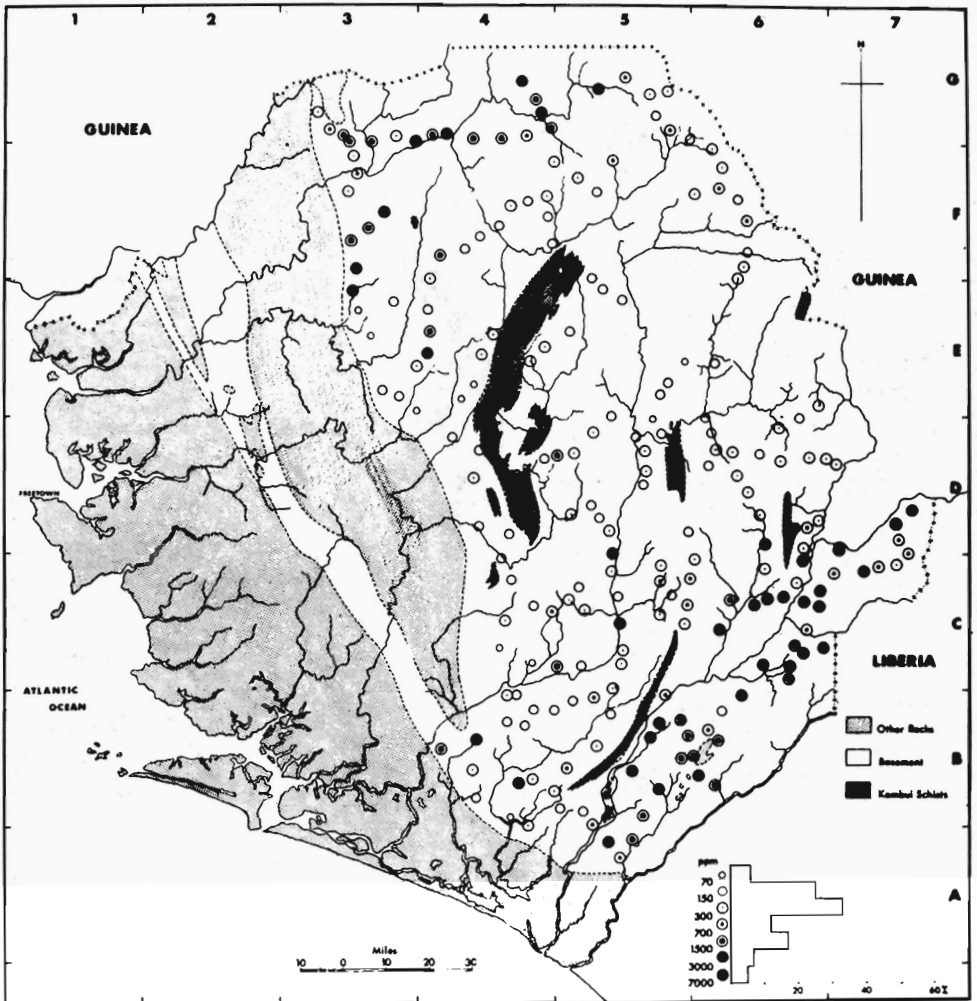 1 2 3 4 5 6 7
N
G
GUINEA
F
GUINEA
E
FREETOWN
D
C
LIBERIA
ATLANTIC
OCEAN
Other Rocks
B
Basement
Kambui Schists
ppm
70
150
300
700
1500
3000
7000
A
Miles
10 0 10 20 30
20 40 60%